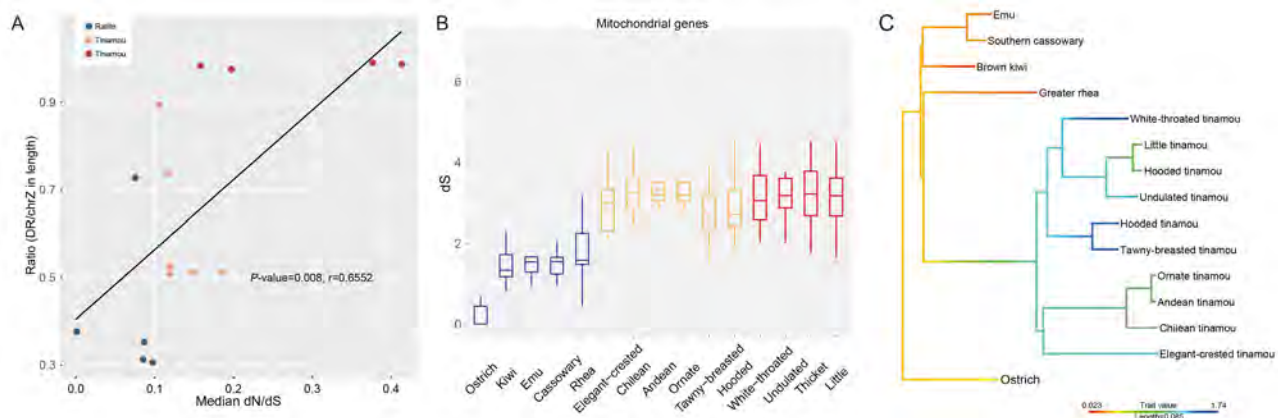 A
Ratite
Tinamou
Tinamou
Ratio (DR/chrZ in length)
0.9
0.7
0.5
0.3
P-value=0.008, r=0.6552
0.0
0.1
0.2
0.3
0.4
Median dN/dS
B
Mitochondrial genes
dS
6
4
2
0
Ostrich
Kiwi
Emu
Cassowary
Rhea
Elegant-crested
Chilean
Andean
Ornate
Tawny-breasted
Hooded
White-throated
Undulated
Thicket
Little
C
Emu
Southern cassowary
Brown kiwi
Greater rhea
White-throated tinamou
Little tinamou
Hooded tinamou
Undulated tinamou
Hooded tinamou
Tawny-breasted tinamou
Ornate tinamou
Andean tinamou
Chilean tinamou
Elegant-crested tinamou
Ostrich
0.023 Trait value 1.74
Length=0.085